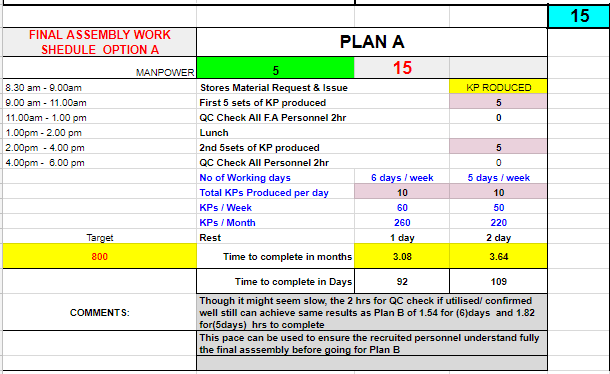 15
FINAL ASSEMBLY WORK
SHEDULE OPTION A
PLAN A
MANPOWER 5 15
8.30 am - 9.00am Stores Material Request & Issue KP RODUCED
9.00 am - 11.00am First 5 sets of KP produced 5
11.00am - 1.00 pm QC Check All F.A Personnel 2hr 0
1.00pm - 2.00 pm Lunch
2.00pm - 4.00 pm 2nd 5sets of KP produced 5
4.00pm - 6.00 pm QC Check All Personnel 2hr 0
No of Working days 6 days / week 5 days / week
Total KPs Produced per day 10 10
KPs / Week 60 50
KPs / Month 260 220
Target Rest 1 day 2 day
800 Time to complete in months 3.08 3.64
Time to complete in Days 92 109
COMMENTS:
Though it might seem slow, the 2 hrs for QC check if utilised/ confirmed
well still can achieve same results as Plan B of 1.54 for (6)days and 1.82
for(5days) hrs to complete
This pace can be used to ensure the recruited personnel understand fully
the final asssembly before going for Plan B